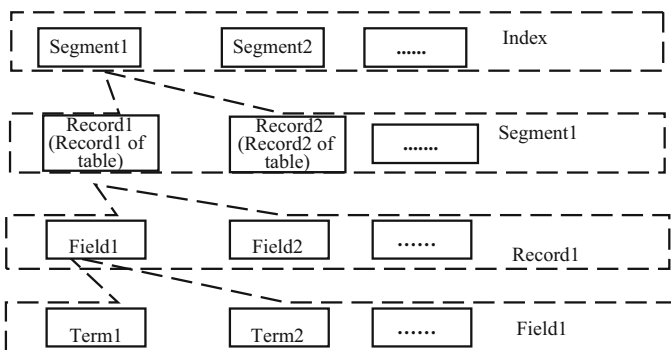 Segment1
Segment2
......
Index
Record1
(Record1 of
table)
Record2
(Record2 of
table)
.......
Segment1
Field1
Field2
......
Record1
Term1
Term2
......
Field1